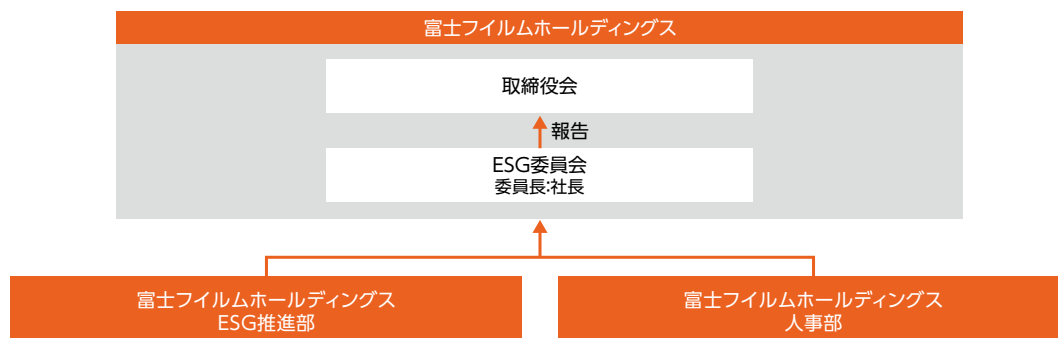 富士フイルムホールディングス
取締役会
報告
ESG委員会
委員長:社長
富士フイルムホールディングス
ESG推進部
富士フイルムホールディングス
人事部